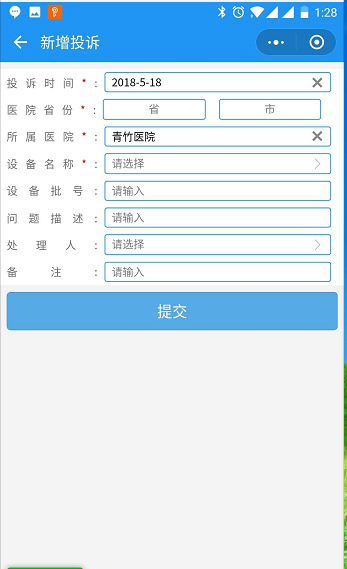 1:28
新增投诉
投诉时间 * : 2018-5-18
医院省份 * : 省 市
所属医院 * : 青竹医院
设备名称 * : 请选择
设备批号 : 请输入
问题描述 : 请输入
处理人 : 请选择
备注 : 请输入
提交